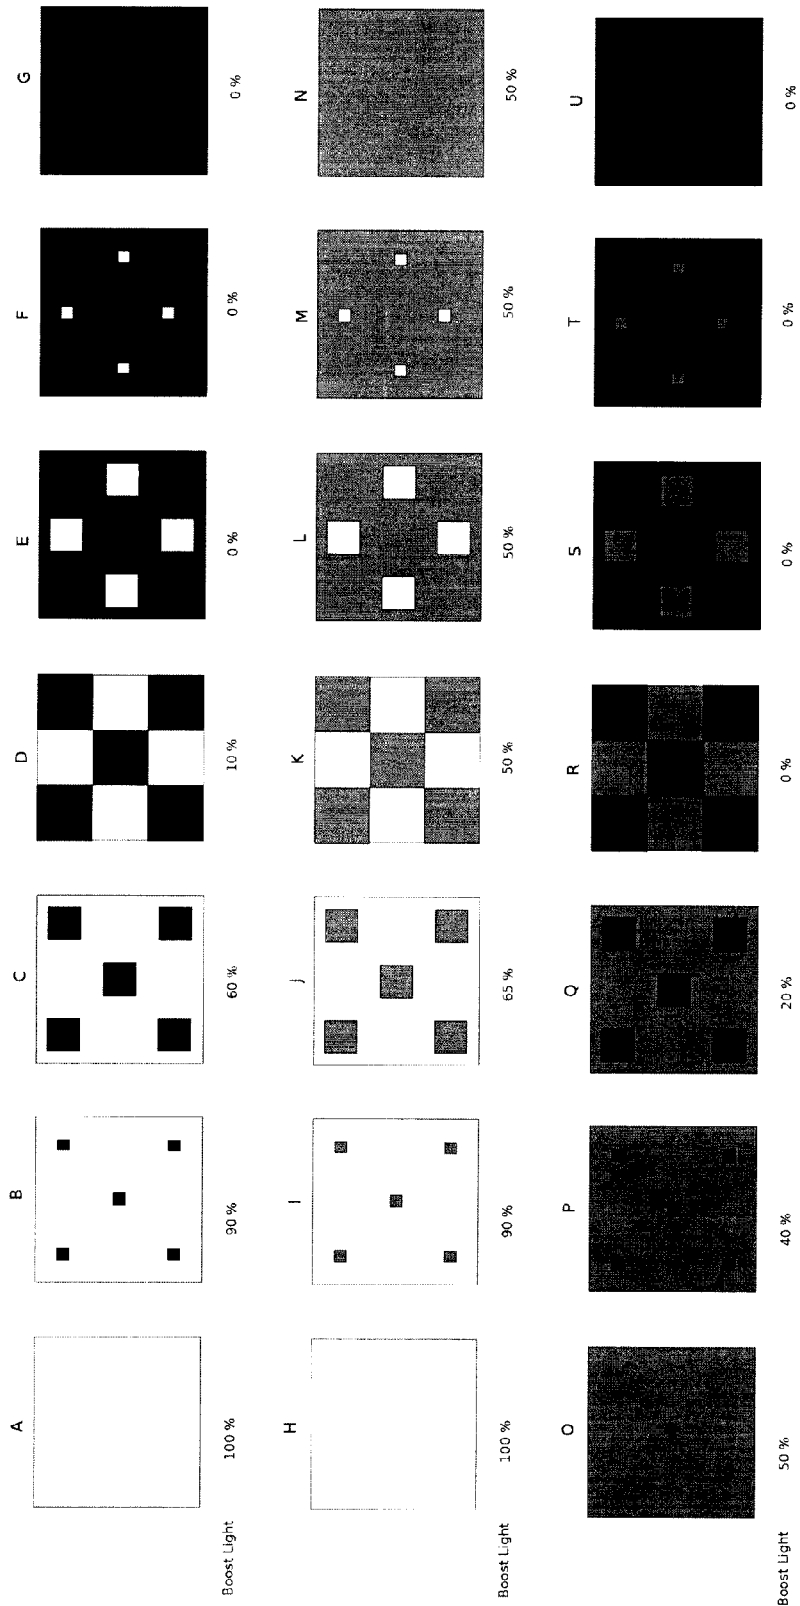 A B C D E F G
Boost Light 100 % 90 % 60 % 10 % 0 % 0 % 0 %
H I J K L M N
Boost Light 100 % 90 % 65 % 50 % 50 % 50 % 50 %
O P Q R S T U
Boost Light 50 % 40 % 20 % 0 % 0 % 0 % 0 %